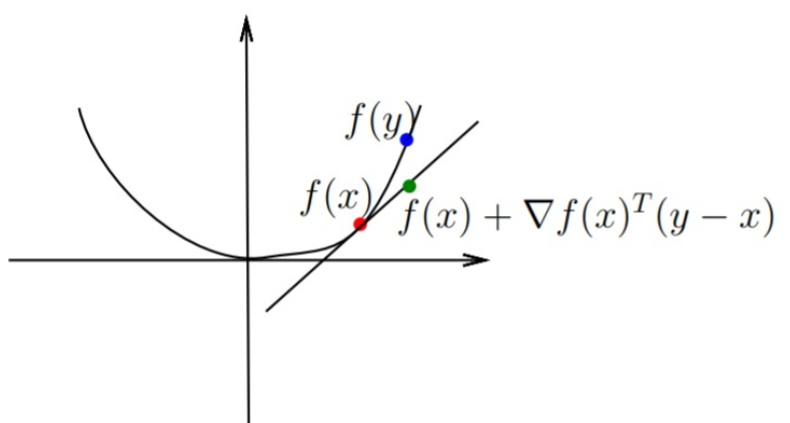 f(y)
f(x)
f(x) + ∇f(x)^T(y − x)